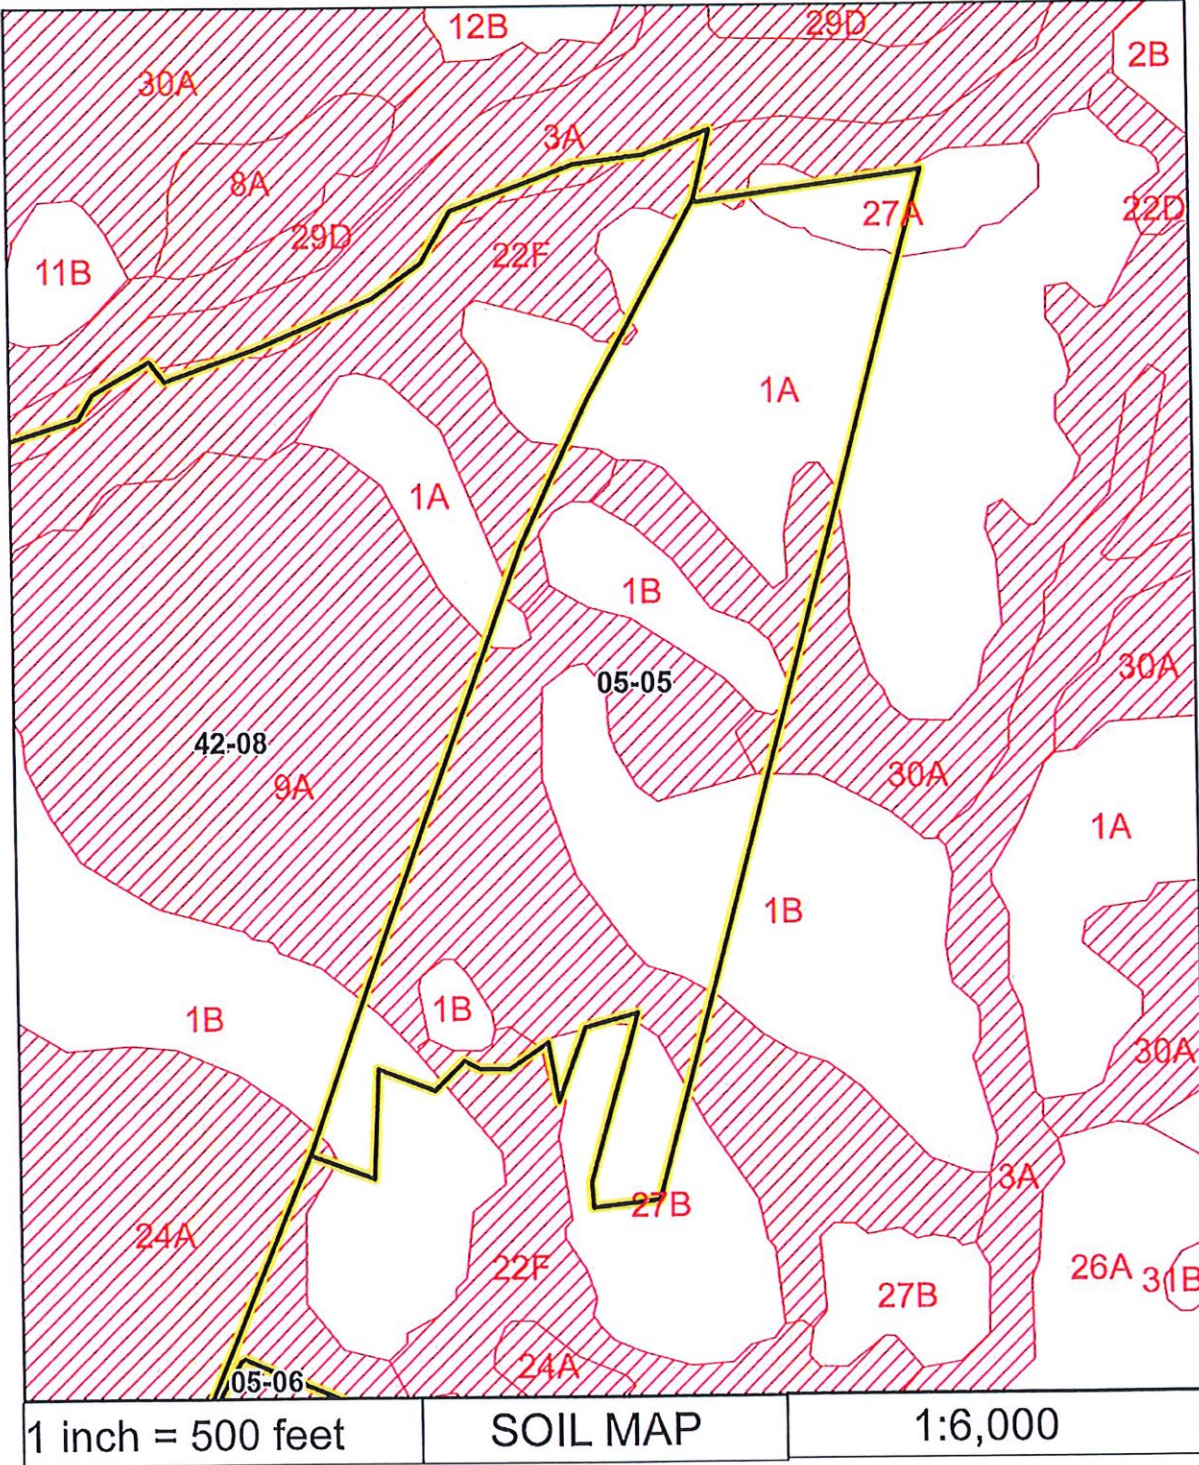 12B
29D
2B
30A
3A
8A
27A
22D
29D
22F
11B
1A
1A
1B
30A
05-05
42-08
30A
9A
1A
1B
1B
1B
30A
3A
27B
24A
22F
26A
31B
27B
24A
05-06
1 inch = 500 feet
SOIL MAP
1:6,000